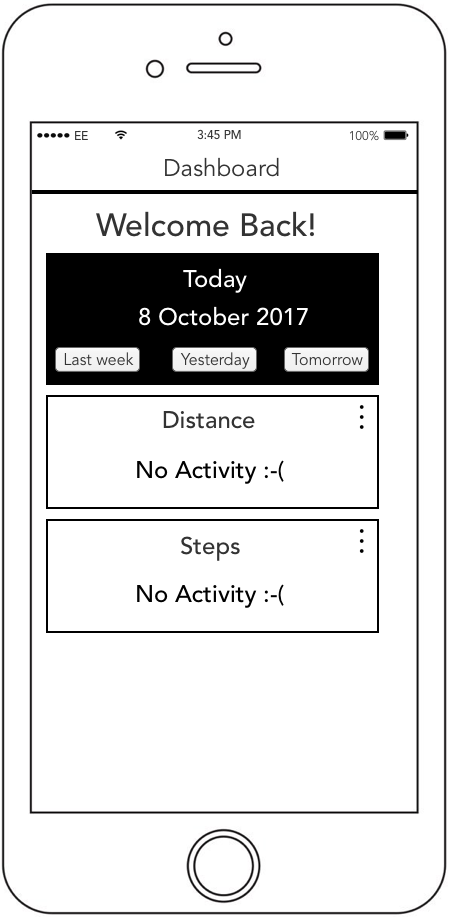 EE 3:45 PM 100%
Dashboard
Welcome Back!
Today
8 October 2017
Last week Yesterday Tomorrow
Distance
No Activity :-(
Steps
No Activity :-(